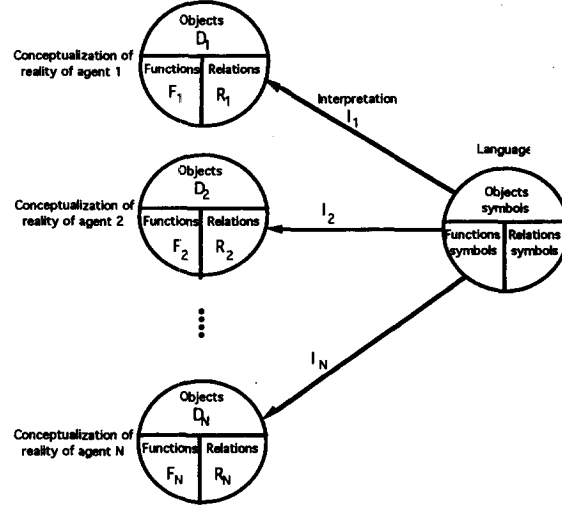 Objects
D1
Conceptualization of
reality of agent 1
Functions
Relations
F1
R1
Interpretation
I1
Language
Objects
symbols
Functions
symbols
Relations
symbols
Objects
D2
Conceptualization of
reality of agent 2
Functions
Relations
F2
R2
I2
IN
Objects
DN
Conceptualization of
reality of agent N
Functions
Relations
FN
RN